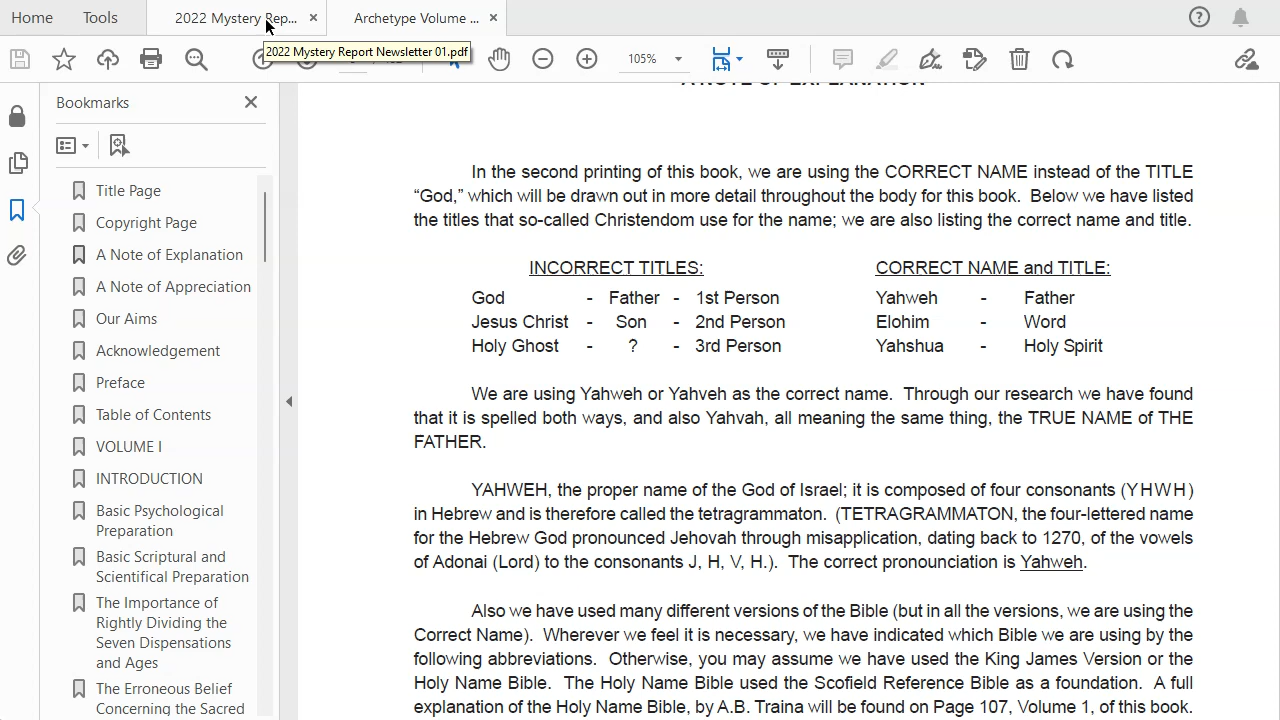 Home
Tools
2022 Mystery Rep...
Archetype Volume ...
2022 Mystery Report Newsletter 01.pdf
105%
Bookmarks
Title Page
Copyright Page
A Note of Explanation
A Note of Appreciation
Our Aims
Acknowledgement
Preface
Table of Contents
VOLUME I
INTRODUCTION
Basic Psychological
Preparation
Basic Scriptural and
Scientifical Preparation
The Importance of
Rightly Dividing the
Seven Dispensations
and Ages
The Erroneous Belief
Concerning the Sacred
A NOTE OF EXPLANATION
In the second printing of this book, we are using the CORRECT NAME instead of the TITLE
“God,” which will be drawn out in more detail throughout the body for this book. Below we have listed
the titles that so-called Christendom use for the name; we are also listing the correct name and title.
INCORRECT TITLES: CORRECT NAME and TITLE:
God - Father - 1st Person Yahweh - Father
Jesus Christ - Son - 2nd Person Elohim - Word
Holy Ghost - ? - 3rd Person Yahshua - Holy Spirit
We are using Yahweh or Yahveh as the correct name. Through our research we have found
that it is spelled both ways, and also Yahvah, all meaning the same thing, the TRUE NAME of THE
FATHER.
YAHWEH, the proper name of the God of Israel; it is composed of four consonants (YHWH)
in Hebrew and is therefore called the tetragrammaton. (TETRAGRAMMATON, the four-lettered name
for the Hebrew God pronounced Jehovah through misapplication, dating back to 1270, of the vowels
of Adonai (Lord) to the consonants J, H, V, H.). The correct pronounciation is Yahweh.
Also we have used many different versions of the Bible (but in all the versions, we are using the
Correct Name). Wherever we feel it is necessary, we have indicated which Bible we are using by the
following abbreviations. Otherwise, you may assume we have used the King James Version or the
Holy Name Bible. The Holy Name Bible used the Scofield Reference Bible as a foundation. A full
explanation of the Holy Name Bible, by A.B. Traina will be found on Page 107, Volume 1, of this book.